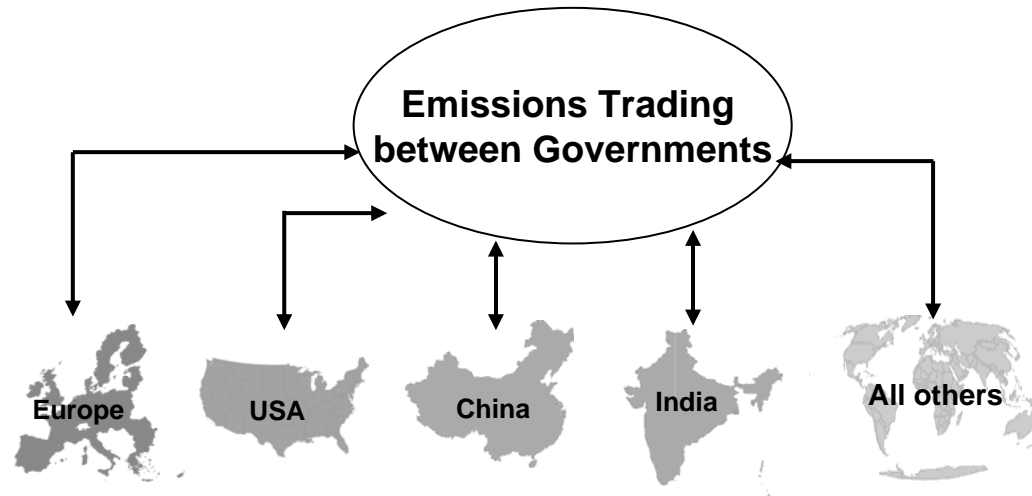 Emissions Trading
between Governments
Europe
USA
China
India
All others